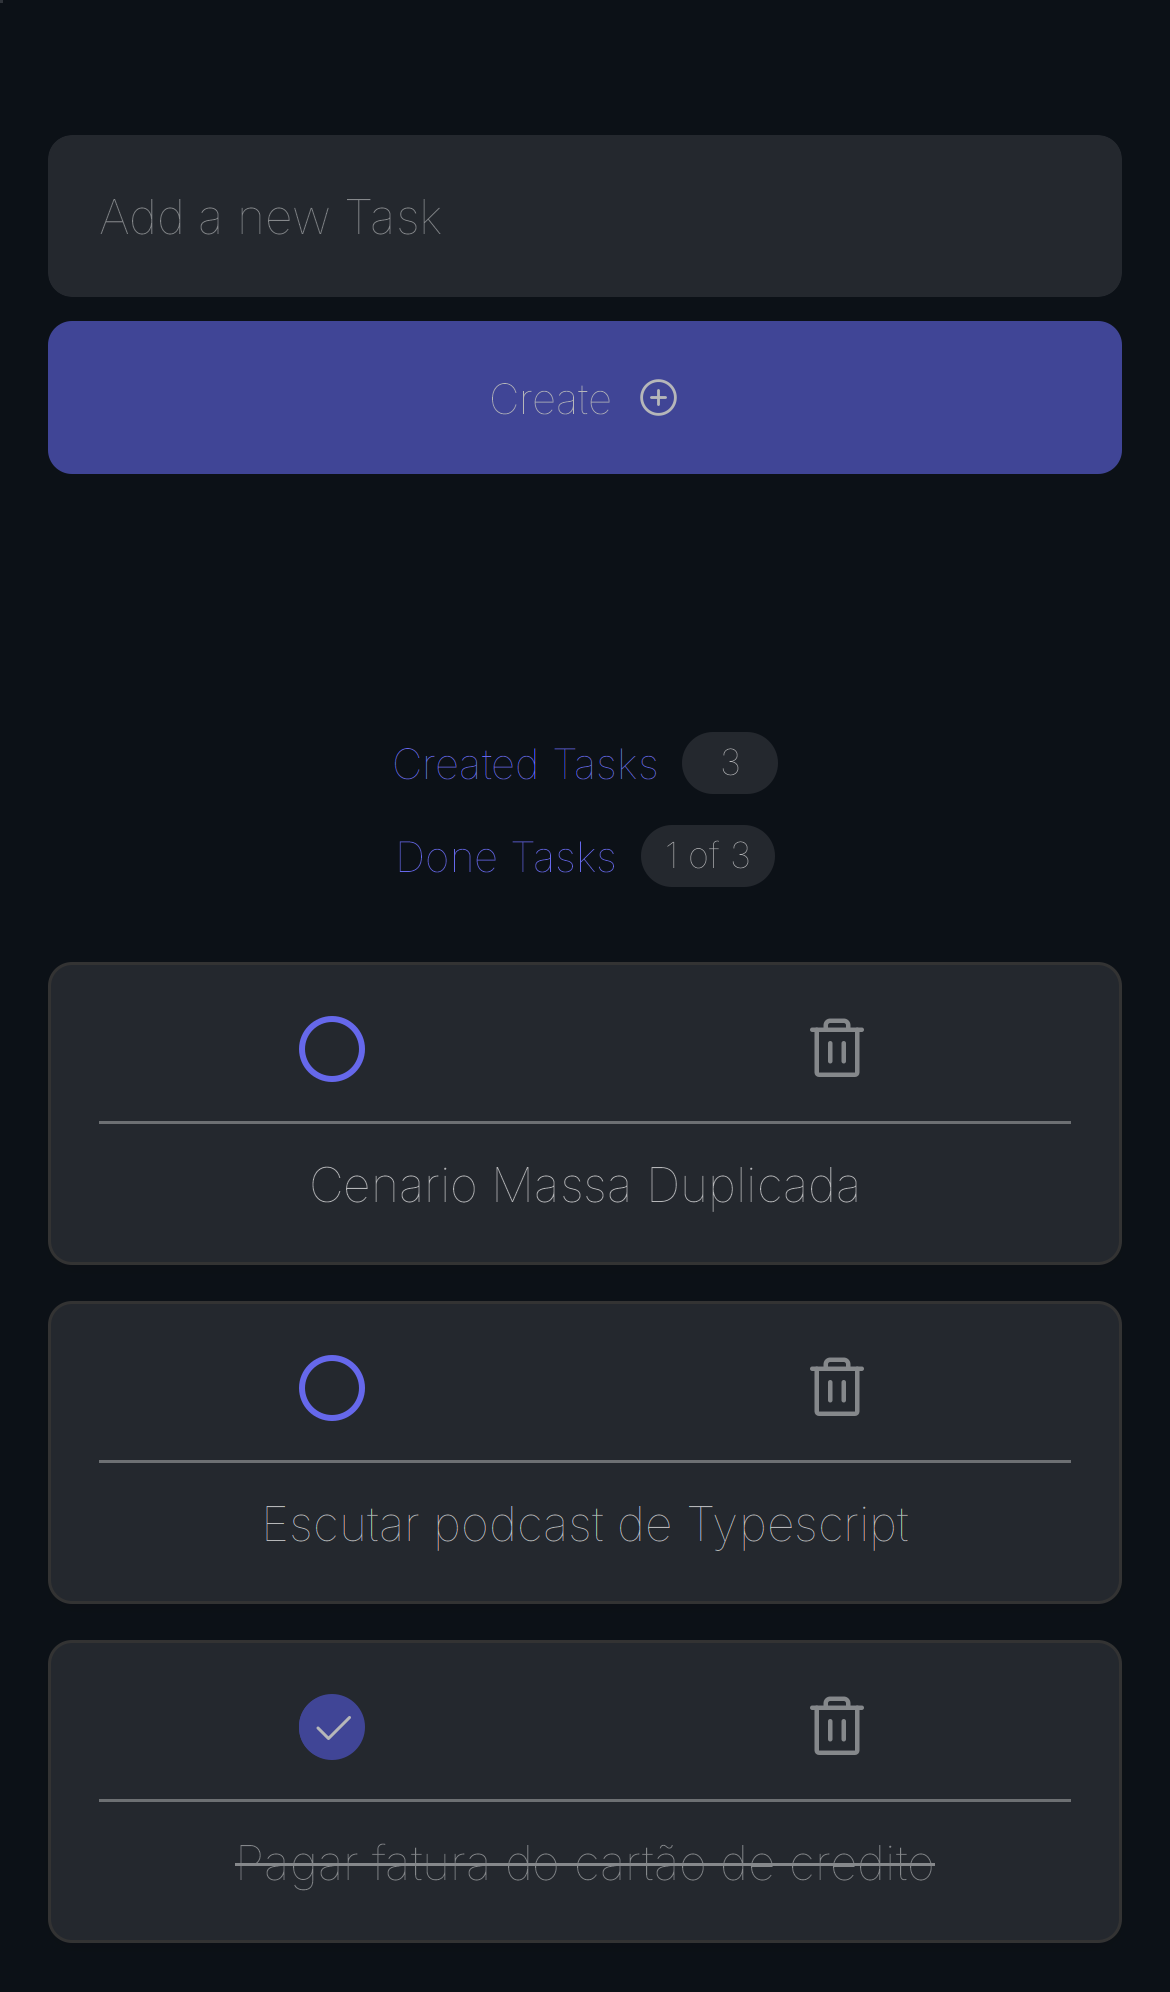 Add a new Task
Create
Created Tasks 3
Done Tasks 1 of 3
Cenario Massa Duplicada
Escutar podcast de Typescript
Pagar fatura do cartão de credito